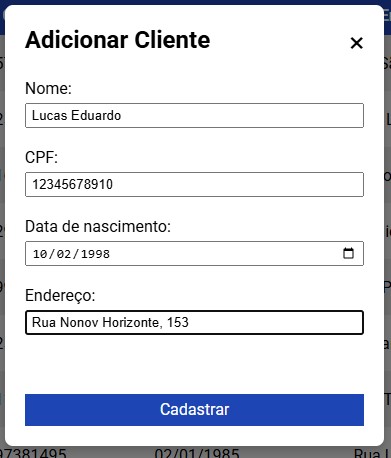 Adicionar Cliente
×
Nome:
Lucas Eduardo
CPF:
12345678910
Data de nascimento:
10/02/1998
Endereço:
Rua Nonov Horizonte, 153
Cadastrar
97381495 02/01/1985 Rua